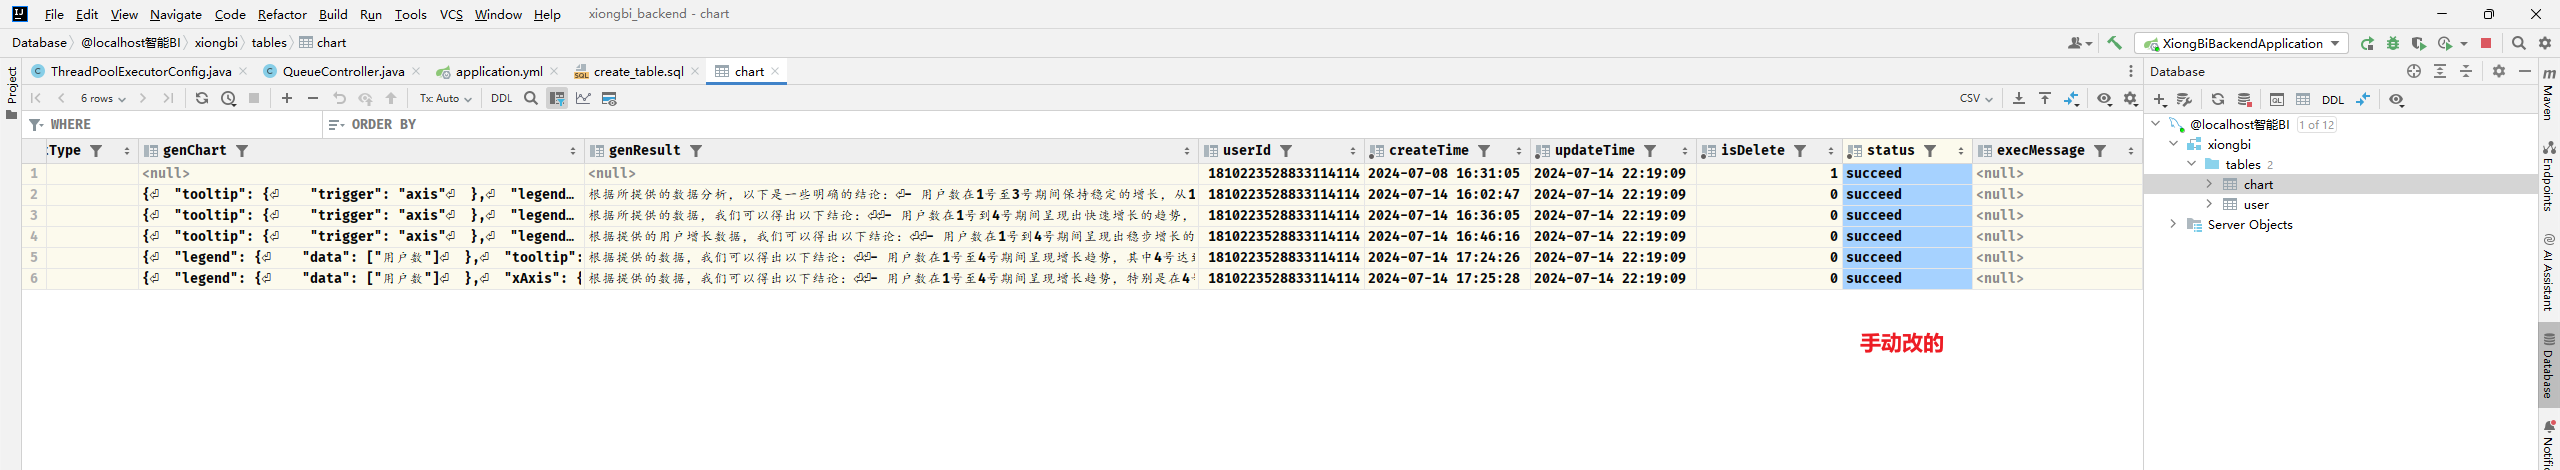 File Edit View Navigate Code Refactor Build Run Tools VCS Window Help xiongbi_backend - chart
Database @localhost智能BI xiongbi tables chart XiongBiBackendApplication
Project ThreadPoolExecutorConfig.java QueueController.java application.yml create_table.sql chart Database
6 rows Tx: Auto DDL CSV DDL
WHERE ORDER BY
:Type genChart genResult userId createTime updateTime isDelete status execMessage
1 <null> <null> 1810223528833114114 2024-07-08 16:31:05 2024-07-14 22:19:09 1 succeed <null>
2 {⏎ "tooltip": {⏎ "trigger": "axis"⏎ },⏎ "legend… 根据所提供的数据分析，以下是一些明确的结论：⏎- 用户数在1号至3号期间保持稳定的增长，从1 1810223528833114114 2024-07-14 16:02:47 2024-07-14 22:19:09 0 succeed <null>
3 {⏎ "tooltip": {⏎ "trigger": "axis"⏎ },⏎ "legend… 根据所提供的数据，我们可以得出以下结论：⏎⏎- 用户数在1号到4号期间呈现出快速增长的趋势， 1810223528833114114 2024-07-14 16:36:05 2024-07-14 22:19:09 0 succeed <null>
4 {⏎ "tooltip": {⏎ "trigger": "axis"⏎ },⏎ "legend… 根据提供的用户增长数据，我们可以得出以下结论：⏎⏎- 用户数在1号到4号期间呈现出稳步增长的 1810223528833114114 2024-07-14 16:46:16 2024-07-14 22:19:09 0 succeed <null>
5 {⏎ "legend": {⏎ "data": ["用户数"]⏎ },⏎ "tooltip": 根据提供的数据，我们可以得出以下结论：⏎⏎- 用户数在1号至4号期间呈现增长趋势，其中4号达到 1810223528833114114 2024-07-14 17:24:26 2024-07-14 22:19:09 0 succeed <null>
6 {⏎ "legend": {⏎ "data": ["用户数"]⏎ },⏎ "xAxis": { 根据提供的数据，我们可以得出以下结论：⏎⏎- 用户数在1号至4号期间呈现增长趋势，特别是在4号 1810223528833114114 2024-07-14 17:25:28 2024-07-14 22:19:09 0 succeed <null>
手动改的
@localhost智能BI 1 of 12
xiongbi
tables 2
chart
user
Server Objects
Maven
Endpoints
AI Assistant
Database